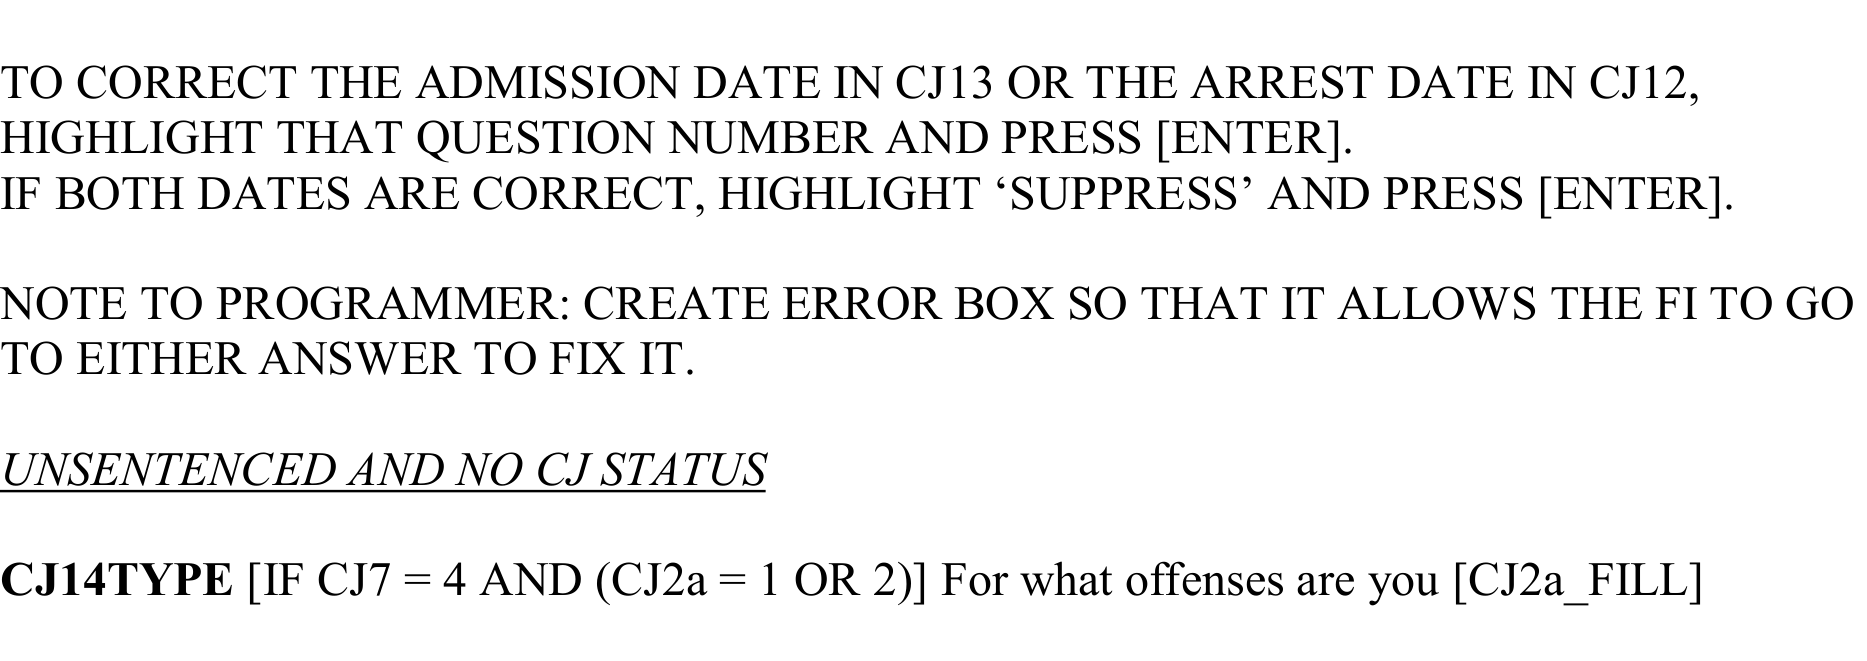 TO CORRECT THE ADMISSION DATE IN CJ13 OR THE ARREST DATE IN CJ12,
HIGHLIGHT THAT QUESTION NUMBER AND PRESS [ENTER].
IF BOTH DATES ARE CORRECT, HIGHLIGHT ‘SUPPRESS’ AND PRESS [ENTER].
NOTE TO PROGRAMMER: CREATE ERROR BOX SO THAT IT ALLOWS THE FI TO GO
TO EITHER ANSWER TO FIX IT.
UNSENTENCED AND NO CJ STATUS
CJ14TYPE [IF CJ7 = 4 AND (CJ2a = 1 OR 2)] For what offenses are you [CJ2a_FILL]